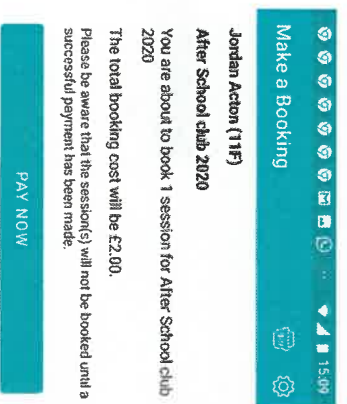 15:09
Make a Booking
Jordan Acton (11F)
After School club 2020
You are about to book 1 session for After School club
2020
The total booking cost will be £2.00.
Please be aware that the session(s) will not be booked until a
successful payment has been made.
PAY NOW